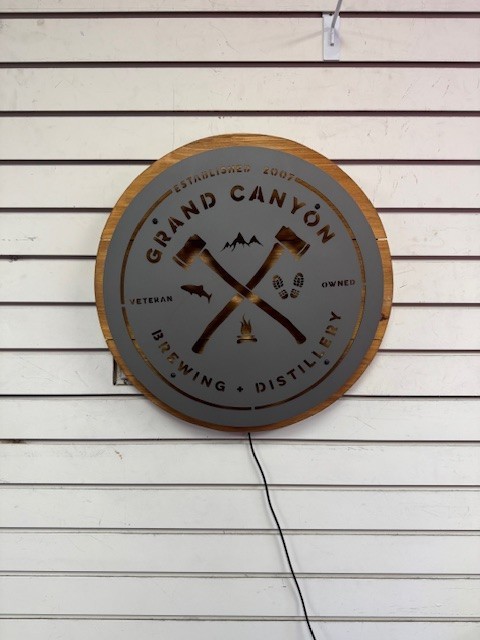 ESTABLISHED 2007
GRAND CANYON
VETERAN
OWNED
BREWING + DISTILLERY